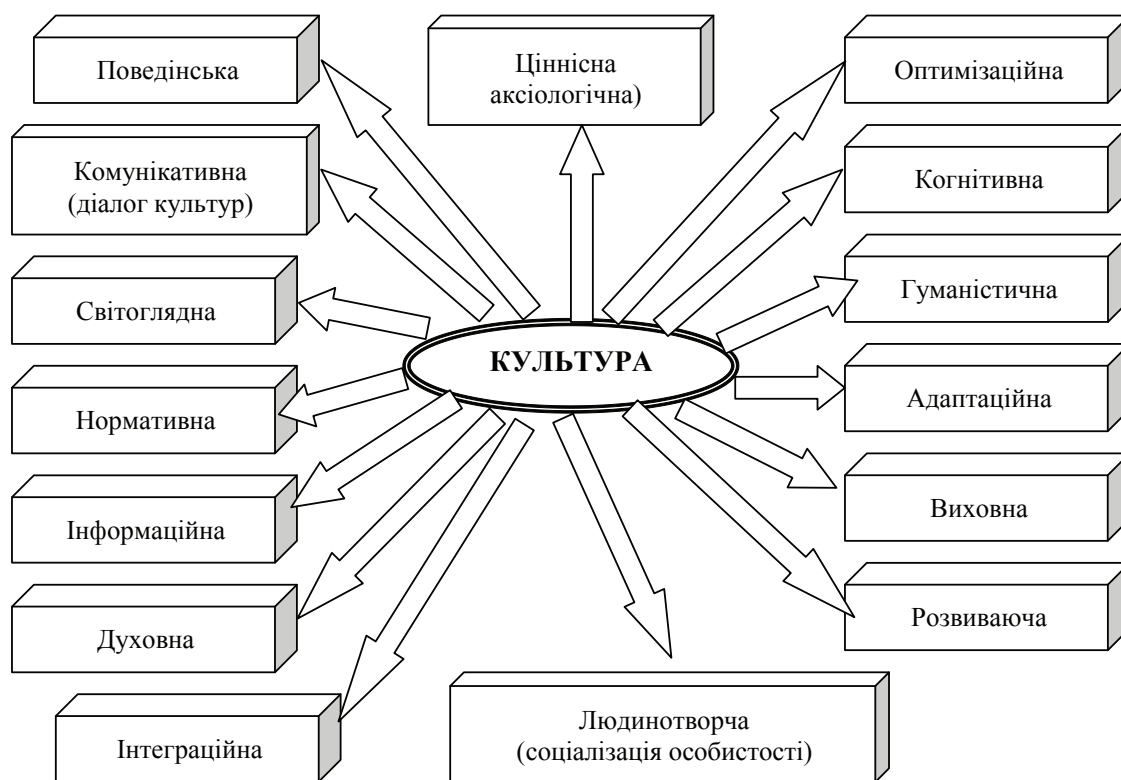 Поведінська
Ціннісна
аксіологічна)
Оптимізаційна
Комунікативна
(діалог культур)
Когнітивна
Світоглядна
Гуманістична
КУЛЬТУРА
Нормативна
Адаптаційна
Інформаційна
Виховна
Духовна
Розвиваюча
Інтеграційна
Людинотворча
(соціалізація особистості)